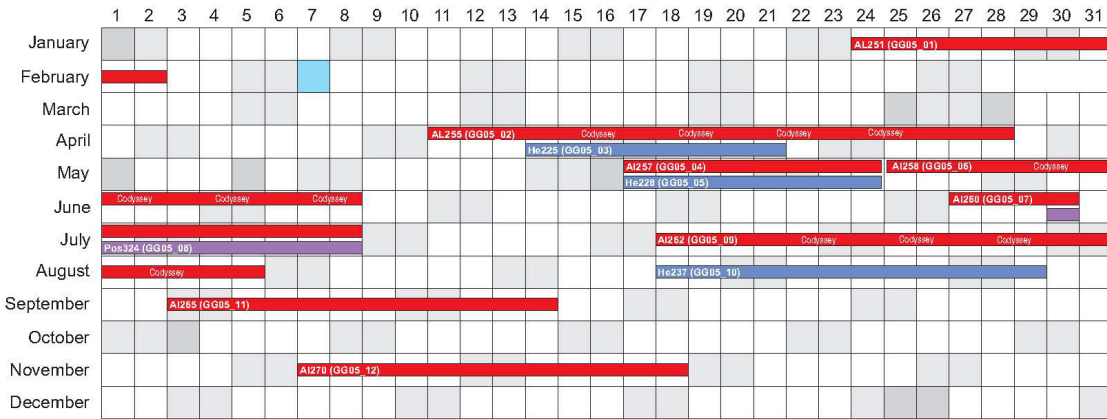 1 2 3 4 5 6 7 8 9 10 11 12 13 14 15 16 17 18 19 20 21 22 23 24 25 26 27 28 29 30 31
January AL251 (GG05_01)
February
March
April AL255 (GG05_02) Codyssey Codyssey Codyssey Codyssey
He225 (GG05_03)
May Al257 (GG05_04) Al258 (GG05_06) Codyssey
He228 (GG05_05)
June Codyssey Codyssey Codyssey Al260 (GG05_07)
July Al262 (GG05_09) Codyssey Codyssey Codyssey
Pos324 (GG05_08)
August Codyssey He237 (GG05_10)
September Al265 (GG05_11)
October
November Al270 (GG05_12)
December